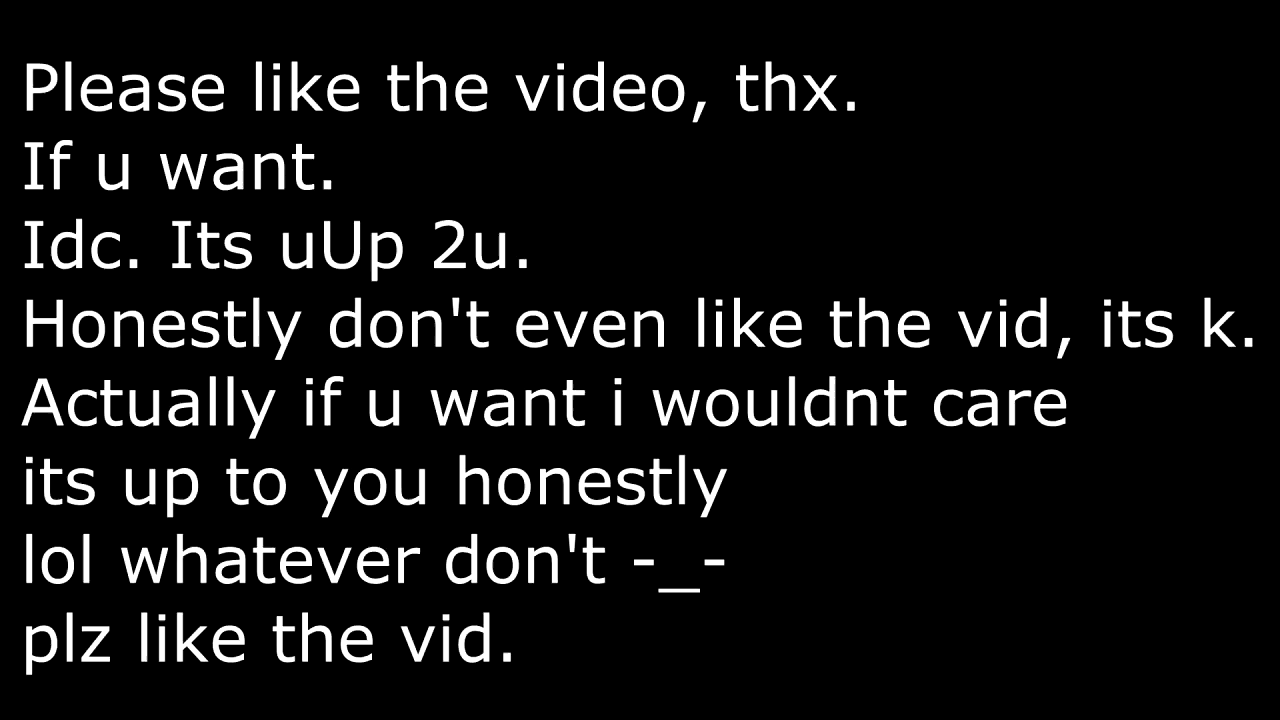 Please like the video, thx.
If u want.
Idc. Its uUp 2u.
Honestly don't even like the vid, its k.
Actually if u want i wouldnt care
its up to you honestly
lol whatever don't -_-
plz like the vid.